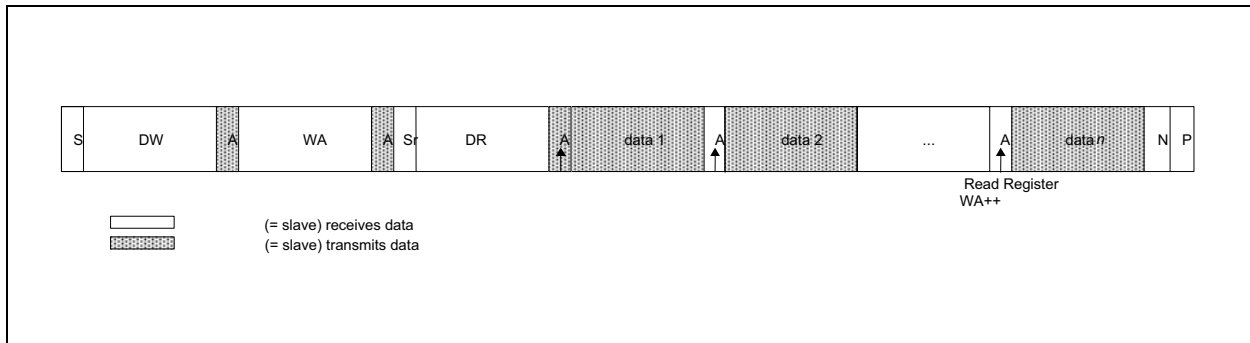 S DW A WA A Sr DR A data 1 A data 2 ... A data n N P
Read Register
WA++
(= slave) receives data
(= slave) transmits data